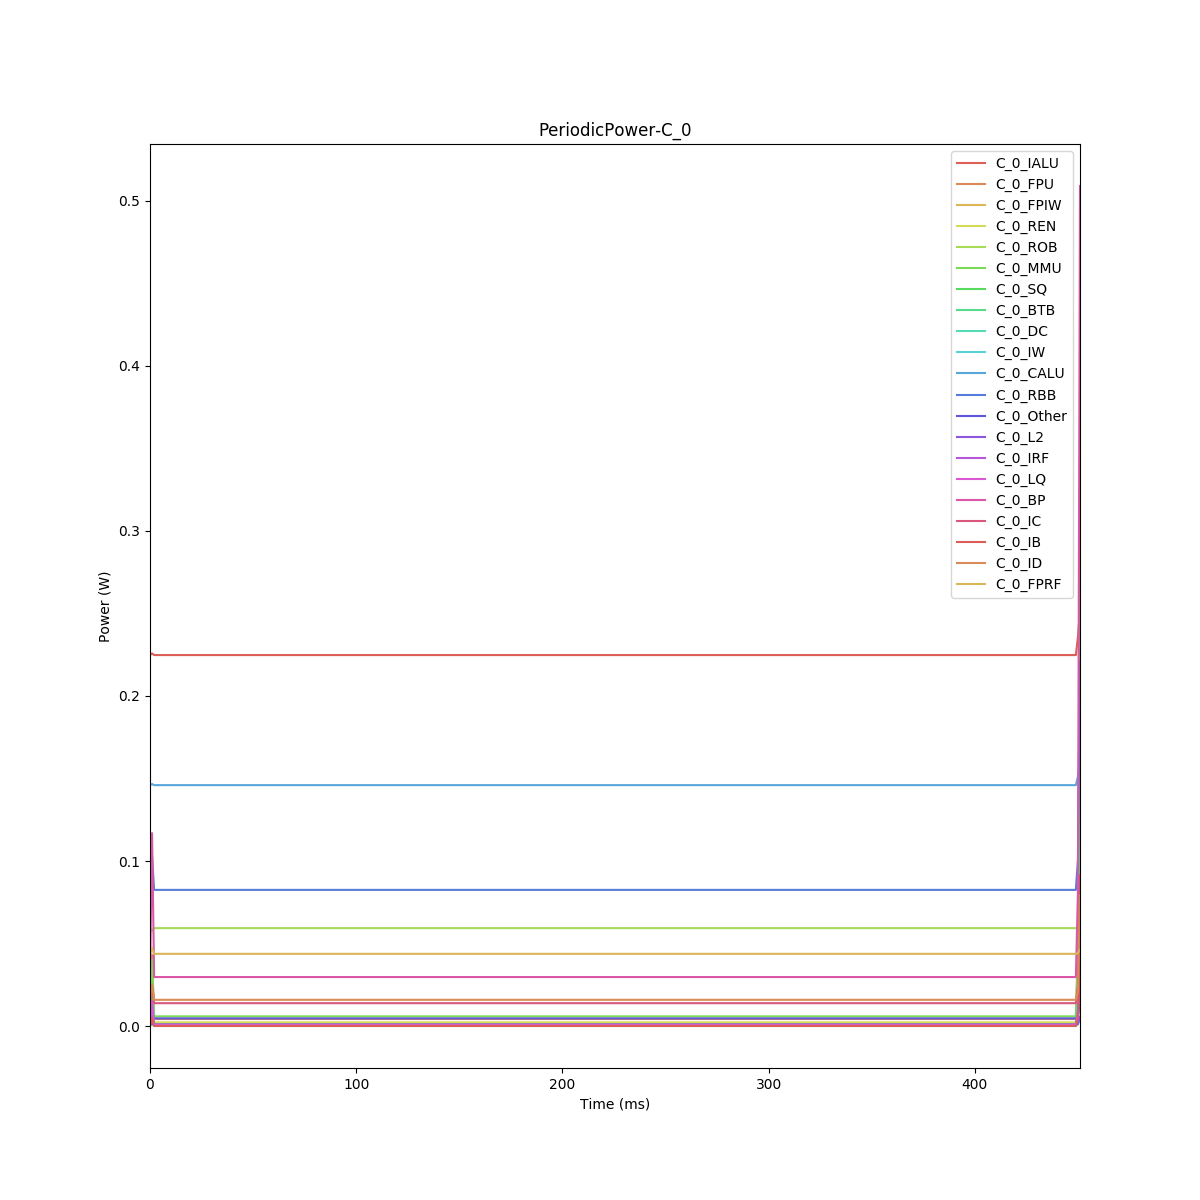 PeriodicPower-C_0
C_0_IALU
C_0_FPU
C_0_FPIW
C_0_REN
C_0_ROB
C_0_MMU
C_0_SQ
C_0_BTB
C_0_DC
C_0_IW
C_0_CALU
C_0_RBB
C_0_Other
C_0_L2
C_0_IRF
C_0_LQ
C_0_BP
C_0_IC
C_0_IB
C_0_ID
C_0_FPRF
0.5
0.4
0.3
0.2
0.1
0.0
Power (W)
0 100 200 300 400
Time (ms)